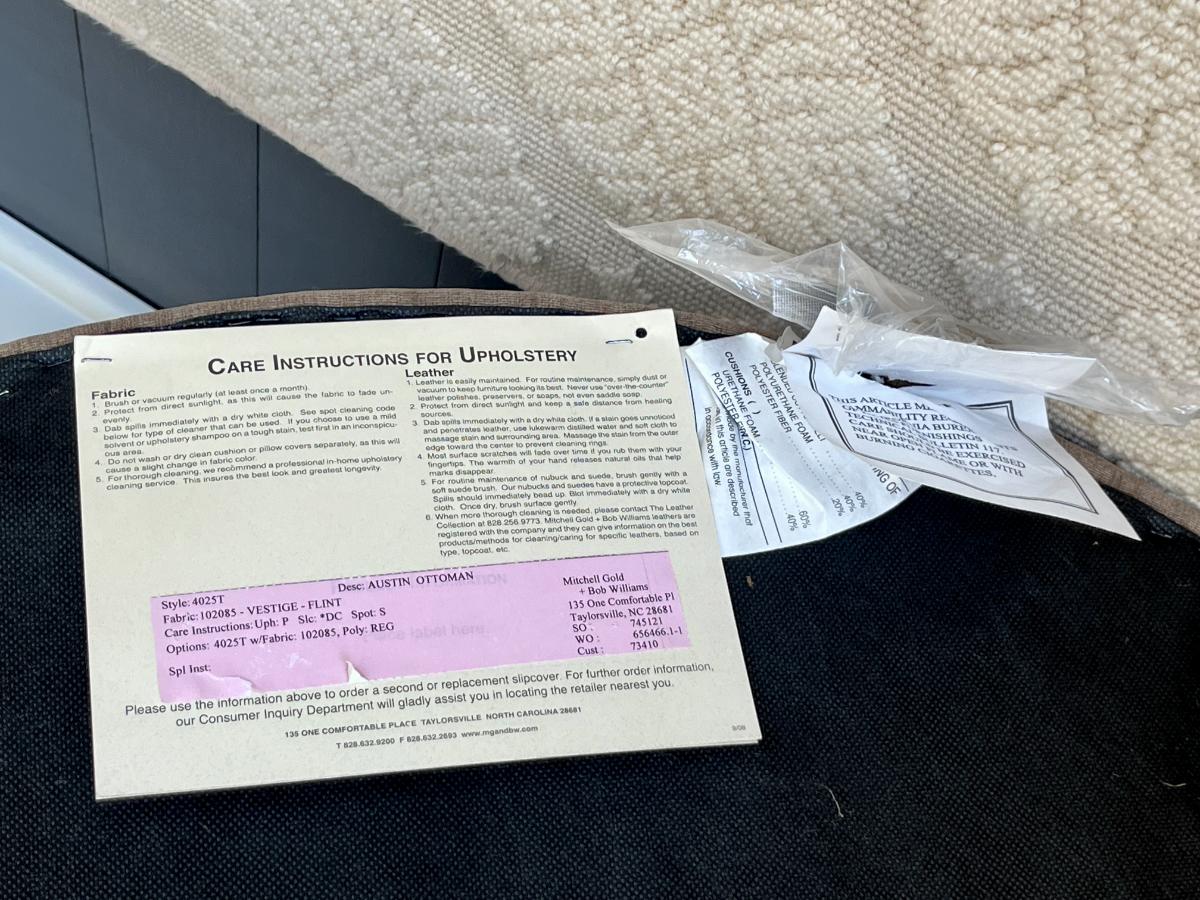 CARE INSTRUCTIONS FOR UPHOLSTERY
Fabric
1. Brush or vacuum regularly (at least once a month).
2. Protect from direct sunlight, as this will cause the fabric to fade un-
evenly.
3. Dab spills immediately with a dry white cloth. See spot cleaning code
below for type of cleaner that can be used. If you choose to use a mild
solvent or upholstery shampoo on a tough stain, test first in an inconspicu-
ous area.
4. Do not wash or dry clean cushion or pillow covers separately, as this will
cause a slight change in fabric color.
5. For thorough cleaning, we recommend a professional in-home upholstery
cleaning service. This insures the best look and greatest longevity.
Leather
1. Leather is easily maintained. For routine maintenance, simply dust or
vacuum to keep furniture looking its best. Never use "over-the-counter"
leather polishes, preservers, or soaps, not even saddle soap.
2. Protect from direct sunlight and keep a safe distance from heating
sources.
3. Dab spills immediately with a dry white cloth. If a stain goes unnoticed
and penetrates leather, use lukewarm distilled water and soft cloth to
massage stain and surrounding area. Massage the stain from the outer
edge toward the center to prevent cleaning rings.
4. Most surface scratches will fade over time if you rub them with your
fingertips. The warmth of your hand releases natural oils that help
marks disappear.
5. For routine maintenance of nubuck and suede, brush gently with a
soft suede brush. Our nubucks and suedes have a protective topcoat.
Spills should immediately bead up. Blot immediately with a dry white
cloth. Once dry, brush surface gently
6. When more thorough cleaning is needed, please contact The Leather
Collection at 828.256.9773. Mitchell Gold + Bob Williams leathers are
registered with the company and they can give information on the best
products/methods for cleaning/caring for specific leathers, based on
type, topcoat, etc.
Style: 4025T Desc: AUSTIN OTTOMAN
Fabric: 102085 - VESTIGE - FLINT
Care Instructions: Uph: P Slc: *DC Spot: S
Options: 4025T w/Fabric: 102085, Poly: REG
Spl Inst:
Mitchell Gold
+ Bob Williams
135 One Comfortable Pl
Taylorsville, NC 28681
SO : 745121
WO : 656466.1-1
Cust : 73410
Please use the information above to order a second or replacement slipcover. For further order information,
our Consumer Inquiry Department will gladly assist you in locating the retailer nearest you.
135 ONE COMFORTABLE PLACE TAYLORSVILLE NORTH CAROLINA 28681
T 828.632.9200 F 828.632.2693 www.mgandbw.com
9/08
POLYURETHANE FOAM
POLYESTER FIBER
40%
40%
20%
CUSHIONS ( )
URETHANE FOAM
POLYESTER
60%
40%
made by the manufacturer that
in this article are described
in accordance with law.
THIS ARTICLE
BULLETIN 117.
CARE SHOULD BE EXERCISED
NEAR OPEN FLAME OR WITH
BURNING